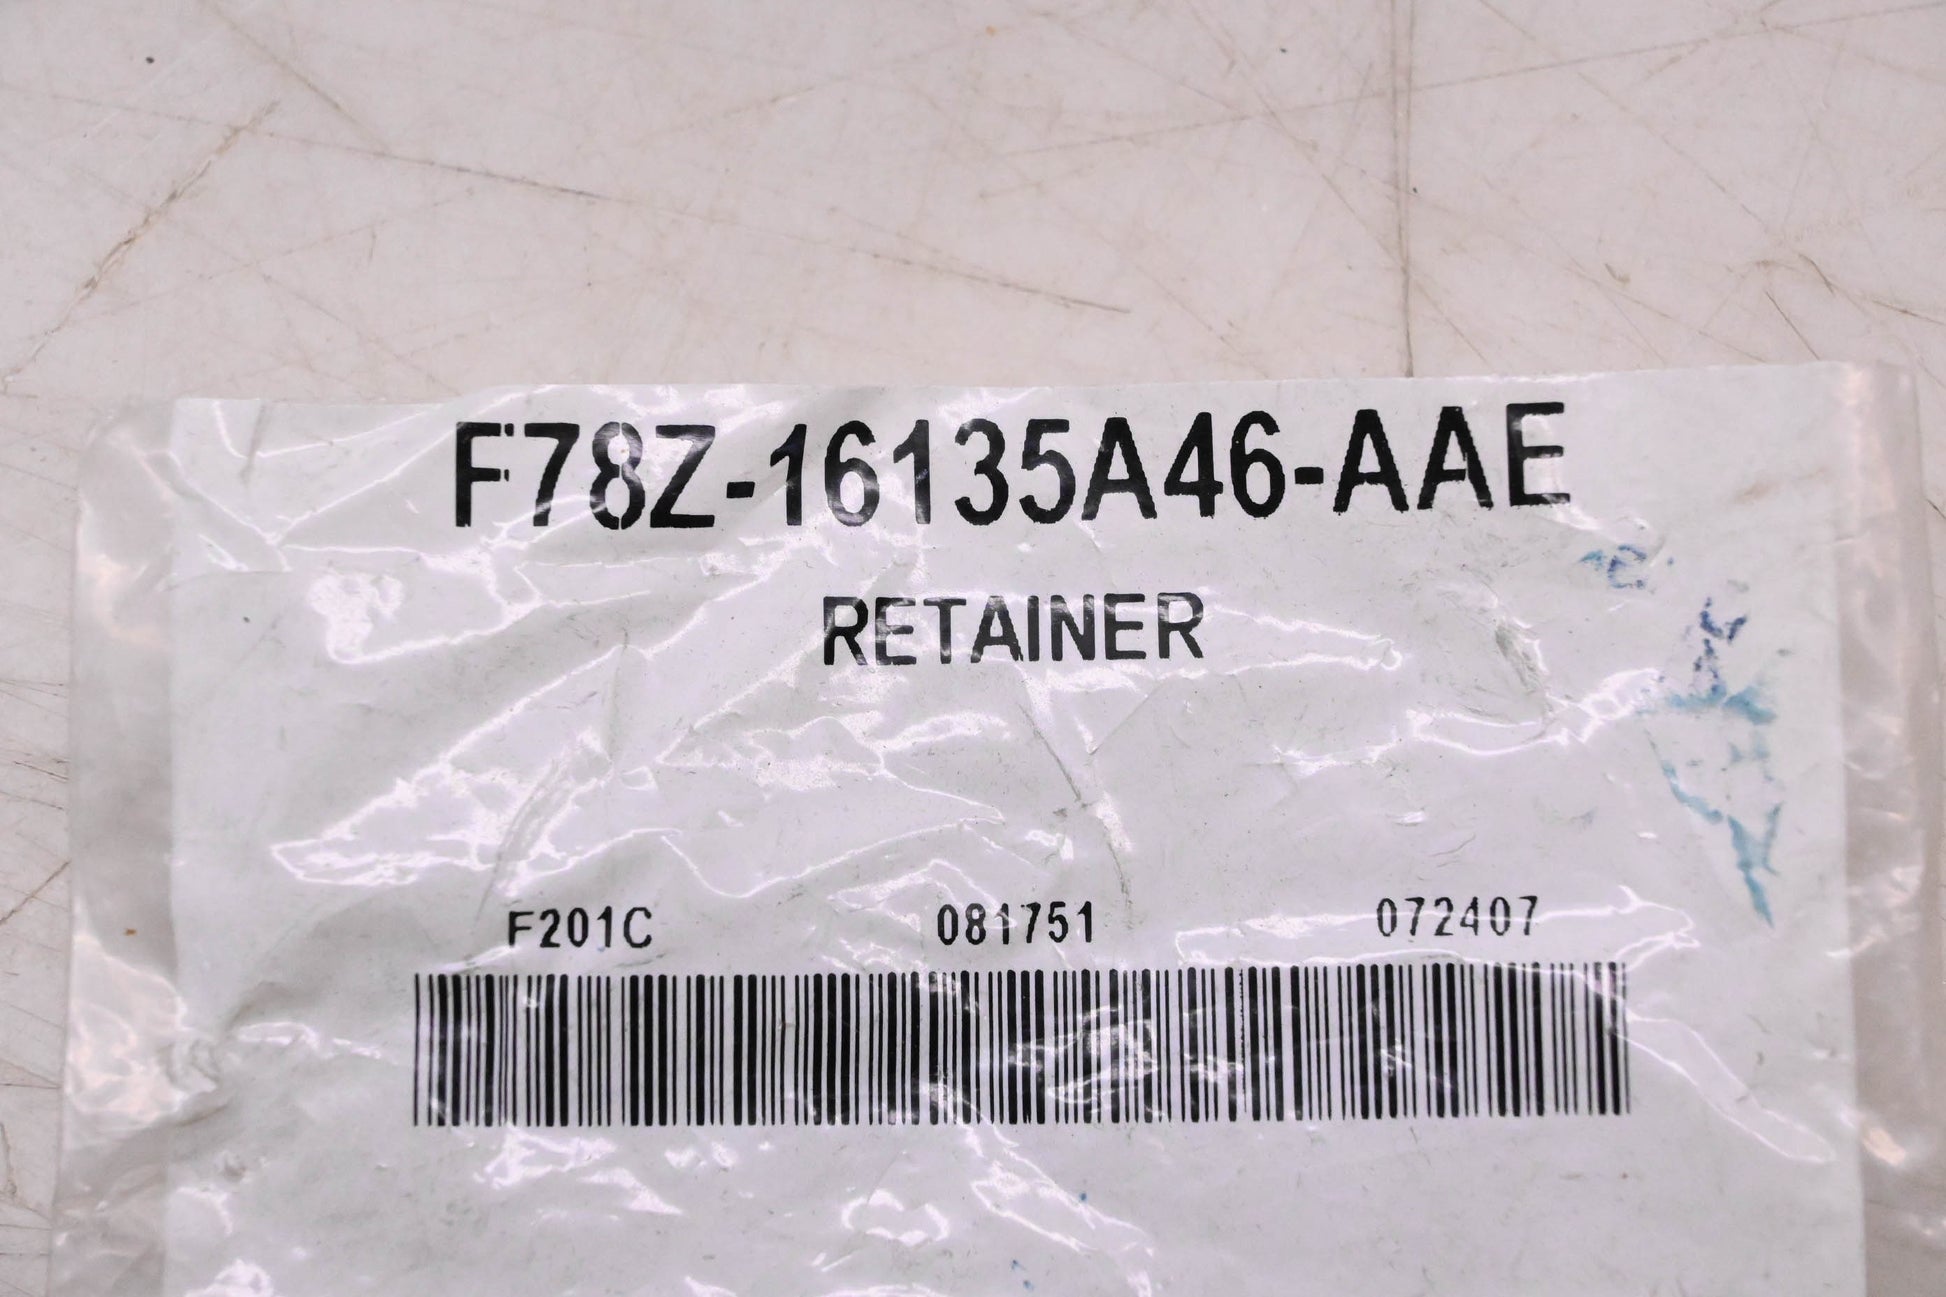 F78Z-16135A46-AAE
RETAINER
F201C 081751 072407